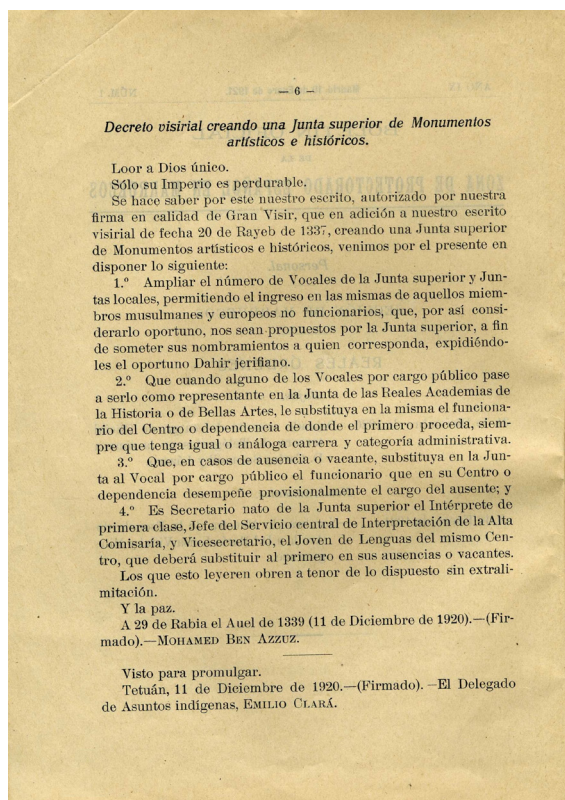 — 6 —
Decreto visirial creando una Junta superior de Monumentos
artísticos e históricos.
Loor a Dios único.
Sólo su Imperio es perdurable.
Se hace saber por este nuestro escrito, autorizado por nuestra
firma en calidad de Gran Visir, que en adición a nuestro escrito
visirial de fecha 20 de Rayeb de 1337, creando una Junta superior
de Monumentos artísticos e históricos, venimos por el presente en
disponer lo siguiente:
1.º Ampliar el número de Vocales de la Junta superior y Jun-
tas locales, permitiendo el ingreso en las mismas de aquellos miem-
bros musulmanes y europeos no funcionarios, que, por así consi-
derarlo oportuno, nos sean propuestos por la Junta superior, a fin
de someter sus nombramientos a quien corresponda, expidiéndo-
les el oportuno Dahir jerifiano.
2.º Que cuando alguno de los Vocales por cargo público pase
a serlo como representante en la Junta de las Reales Academias de
la Historia o de Bellas Artes, le substituya en la misma el funciona-
rio del Centro o dependencia de donde el primero proceda, siem-
pre que tenga igual o análoga carrera y categoría administrativa.
3.º Que, en casos de ausencia o vacante, substituya en la Jun-
ta al Vocal por cargo público el funcionario que en su Centro o
dependencia desempeñe provisionalmente el cargo del ausente; y
4.º Es Secretario nato de la Junta superior el Intérprete de
primera clase, Jefe del Servicio central de Interpretación de la Alta
Comisaría, y Vicesecretario, el Joven de Lenguas del mismo Cen-
tro, que deberá substituir al primero en sus ausencias o vacantes.
Los que esto leyeren obren a tenor de lo dispuesto sin extrali-
mitación.
Y la paz.
A 29 de Rabia el Auel de 1339 (11 de Diciembre de 1920).—(Fir-
mado).—MOHAMED BEN AZZUZ.
Visto para promulgar.
Tetuán, 11 de Diciembre de 1920.—(Firmado).—El Delegado
de Asuntos indígenas, EMILIO CLARÁ.